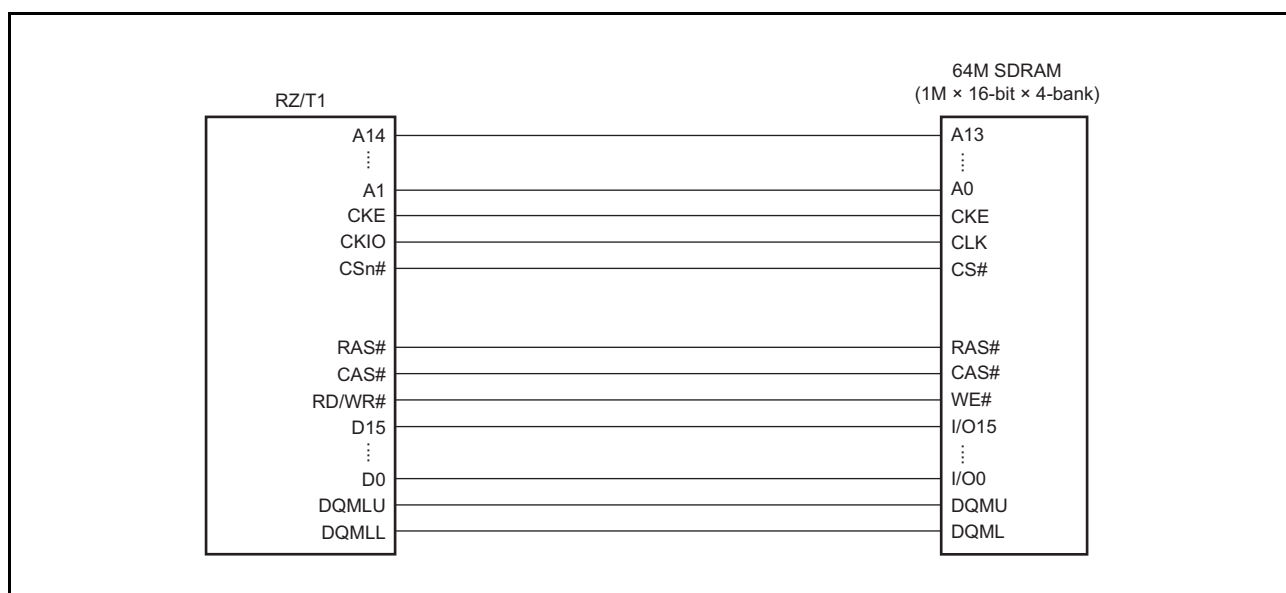 RZ/T1
64M SDRAM
(1M × 16-bit × 4-bank)
A14
A1
CKE
CKIO
CSn#
RAS#
CAS#
RD/WR#
D15
D0
DQMLU
DQMLL
A13
A0
CKE
CLK
CS#
RAS#
CAS#
WE#
I/O15
I/O0
DQMU
DQML